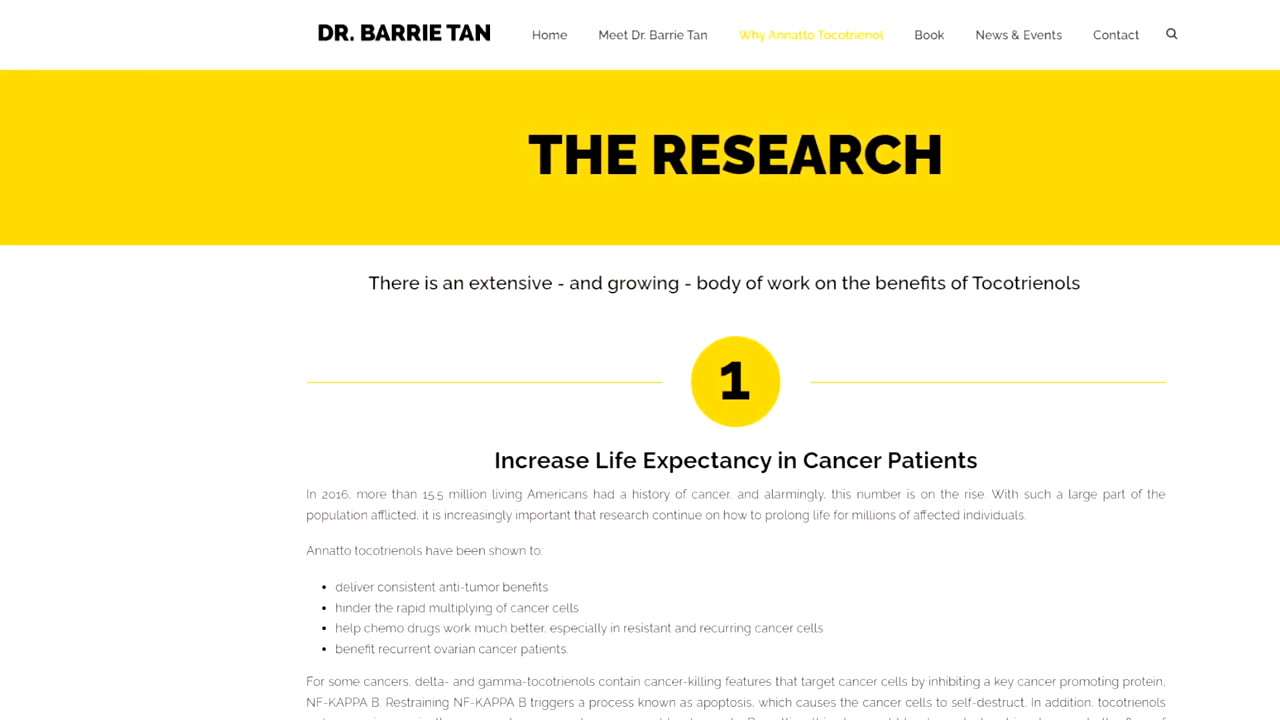 DR. BARRIE TAN
Home Meet Dr. Barrie Tan Why Annatto Tocotrienol Book News & Events Contact
THE RESEARCH
There is an extensive - and growing - body of work on the benefits of Tocotrienols
1
Increase Life Expectancy in Cancer Patients
In 2016, more than 15.5 million living Americans had a history of cancer, and alarmingly, this number is on the rise. With such a large part of the
population afflicted, it is increasingly important that research continue on how to prolong life for millions of affected individuals.
Annatto tocotrienols have been shown to:
• deliver consistent anti-tumor benefits
• hinder the rapid multiplying of cancer cells
• help chemo drugs work much better, especially in resistant and recurring cancer cells
• benefit recurrent ovarian cancer patients.
For some cancers, delta- and gamma-tocotrienols contain cancer-killing features that target cancer cells by inhibiting a key cancer promoting protein,
NF-KAPPA B. Restraining NF-KAPPA B triggers a process known as apoptosis, which causes the cancer cells to self-destruct. In addition, tocotrienols